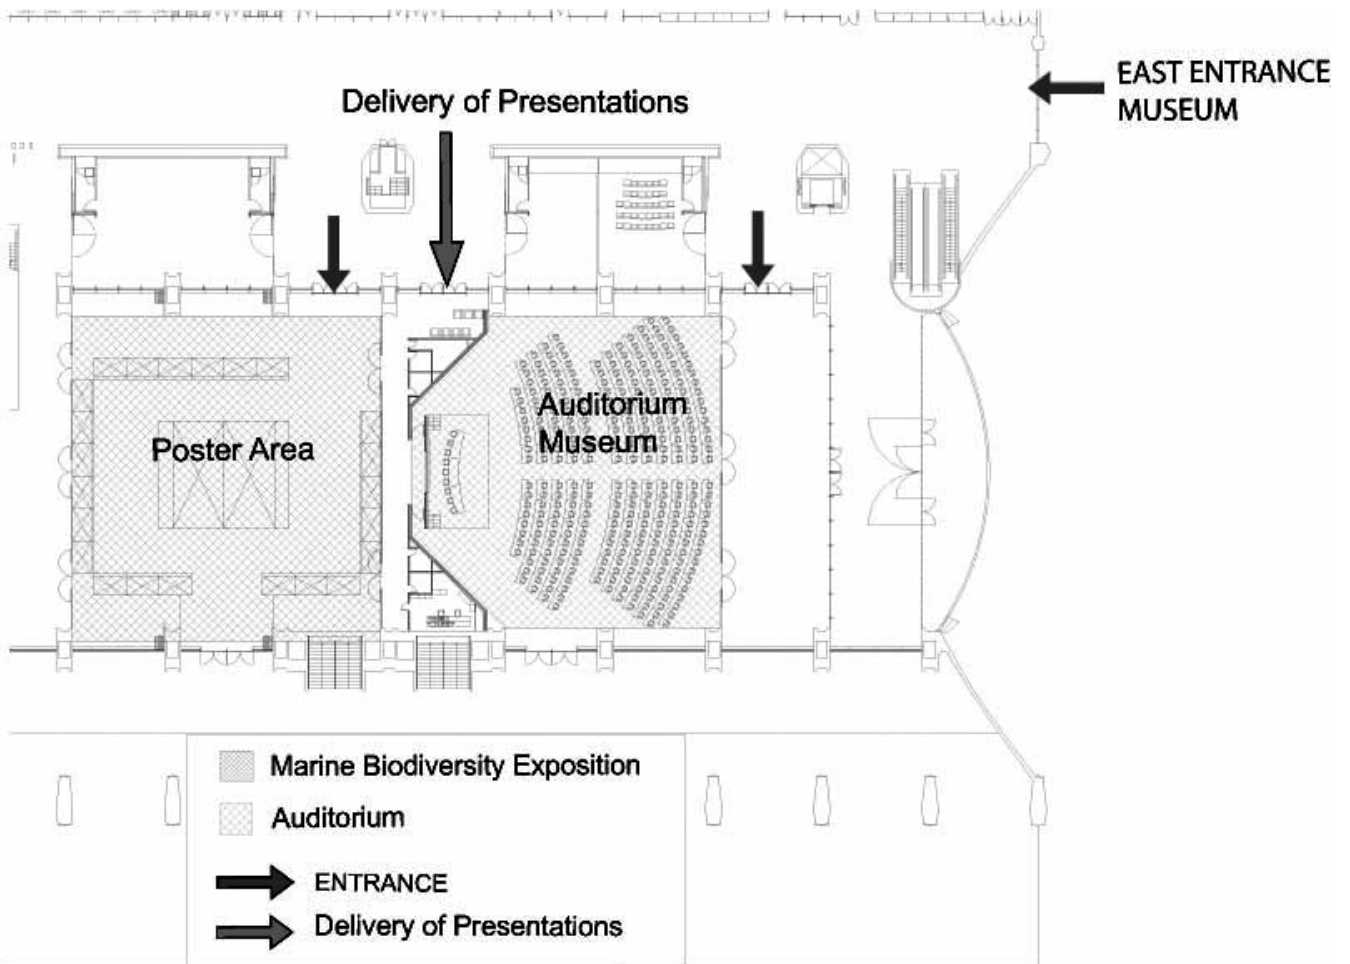 EAST ENTRANCE
MUSEUM
Delivery of Presentations
Auditorium
Museum
Poster Area
Marine Biodiversity Exposition
Auditorium
ENTRANCE
Delivery of Presentations